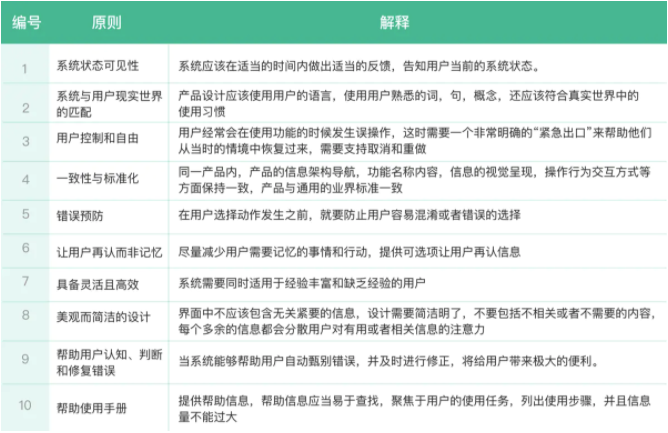 编号 原则 解释
1 系统状态可见性 系统应该在适当的时间内做出适当的反馈，告知用户当前的系统状态。
2 系统与用户现实世界的匹配 产品设计应该使用用户的语言，使用用户熟悉的词，句，概念，还应该符合真实世界中的
使用习惯
3 用户控制和自由 用户经常会在使用功能的时候发生误操作，这时需要一个非常明确的“紧急出口”来帮助他们
从当时的情境中恢复过来，需要支持取消和重做
4 一致性与标准化 同一产品内，产品的信息架构导航，功能名称内容，信息的视觉呈现，操作行为交互方式等
方面保持一致，产品与通用的业界标准一致
5 错误预防 在用户选择动作发生之前，就要防止用户容易混淆或者错误的选择
6 让用户再认而非记忆 尽量减少用户需要记忆的事情和行动，提供可选项让用户再认信息
7 具备灵活且高效 系统需要同时适用于经验丰富和缺乏经验的用户
8 美观而简洁的设计 界面中不应该包含无关紧要的信息，设计需要简洁明了，不要包括不相关或者不需要的内容，
每个多余的信息都会分散用户对有用或者相关信息的注意力
9 帮助用户认知、判断
和修复错误 当系统能够帮助用户自动甄别错误，并及时进行修正，将给用户带来极大的便利。
10 帮助使用手册 提供帮助信息，帮助信息应当易于查找，聚焦于用户的使用任务，列出使用步骤，并且信息
量不能过大